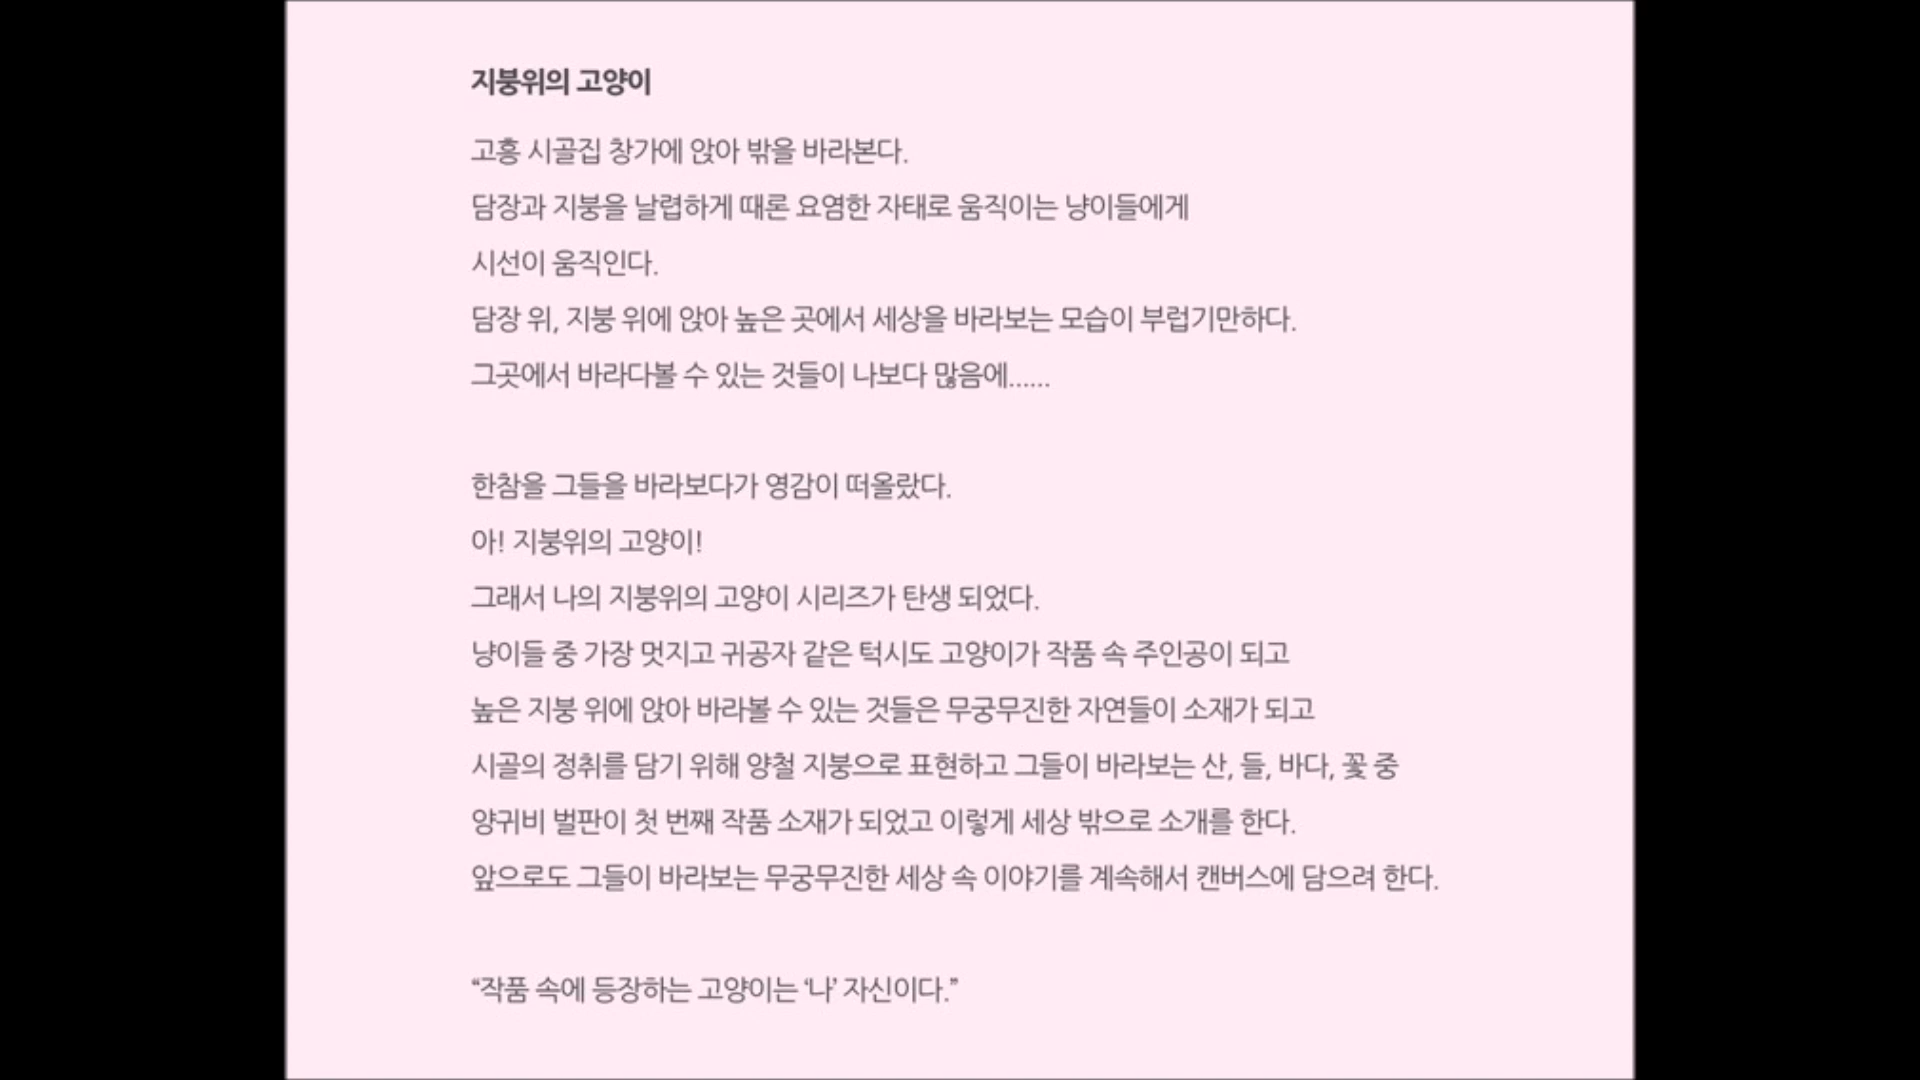 지붕위의 고양이
고흥 시골집 창가에 앉아 밖을 바라본다.
담장과 지붕을 날렵하게 때론 요염한 자태로 움직이는 냥이들에게
시선이 움직인다.
담장 위, 지붕 위에 앉아 높은 곳에서 세상을 바라보는 모습이 부럽기만하다.
그곳에서 바라다볼 수 있는 것들이 나보다 많음에......
한참을 그들을 바라보다가 영감이 떠올랐다.
아! 지붕위의 고양이!
그래서 나의 지붕위의 고양이 시리즈가 탄생 되었다.
냥이들 중 가장 멋지고 귀공자 같은 턱시도 고양이가 작품 속 주인공이 되고
높은 지붕 위에 앉아 바라볼 수 있는 것들은 무궁무진한 자연들이 소재가 되고
시골의 정취를 담기 위해 양철 지붕으로 표현하고 그들이 바라보는 산, 들, 바다, 꽃 중
양귀비 벌판이 첫 번째 작품 소재가 되었고 이렇게 세상 밖으로 소개를 한다.
앞으로도 그들이 바라보는 무궁무진한 세상 속 이야기를 계속해서 캔버스에 담으려 한다.
“작품 속에 등장하는 고양이는 ‘나’ 자신이다.”